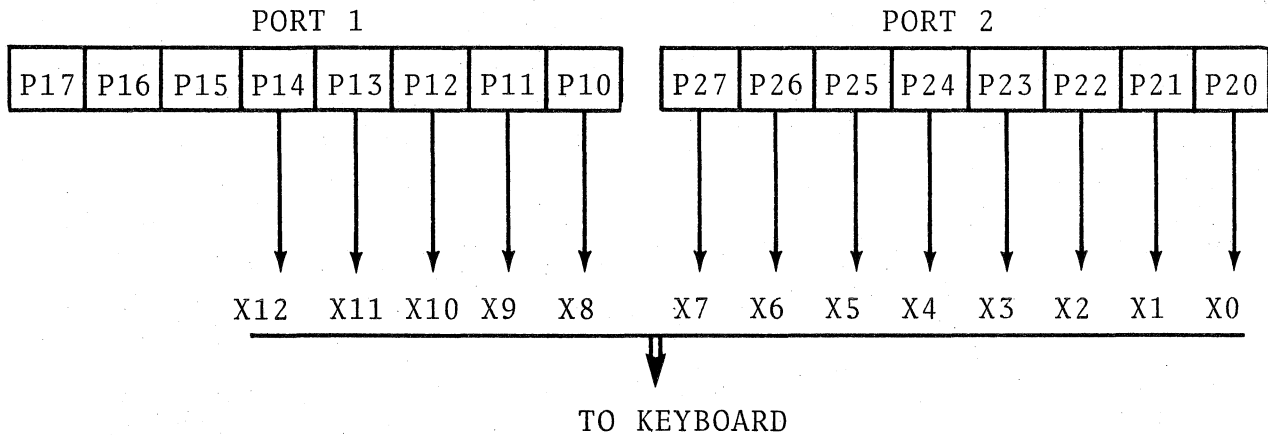 PORT 1 PORT 2
P17 P16 P15 P14 P13 P12 P11 P10 P27 P26 P25 P24 P23 P22 P21 P20
X12 X11 X10 X9 X8 X7 X6 X5 X4 X3 X2 X1 X0
TO KEYBOARD